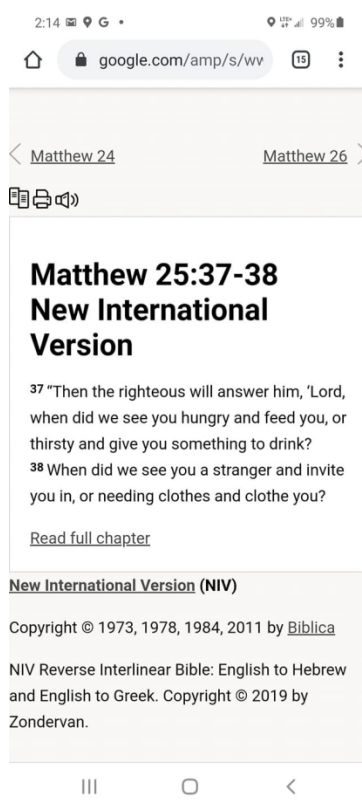 2:14 G •
LTE+ 99%
google.com/amp/s/wv
15
Matthew 24 Matthew 26
Matthew 25:37-38
New International
Version
37 “Then the righteous will answer him, ‘Lord,
when did we see you hungry and feed you, or
thirsty and give you something to drink?
38 When did we see you a stranger and invite
you in, or needing clothes and clothe you?
Read full chapter
New International Version (NIV)
Copyright © 1973, 1978, 1984, 2011 by Biblica
NIV Reverse Interlinear Bible: English to Hebrew
and English to Greek. Copyright © 2019 by
Zondervan.